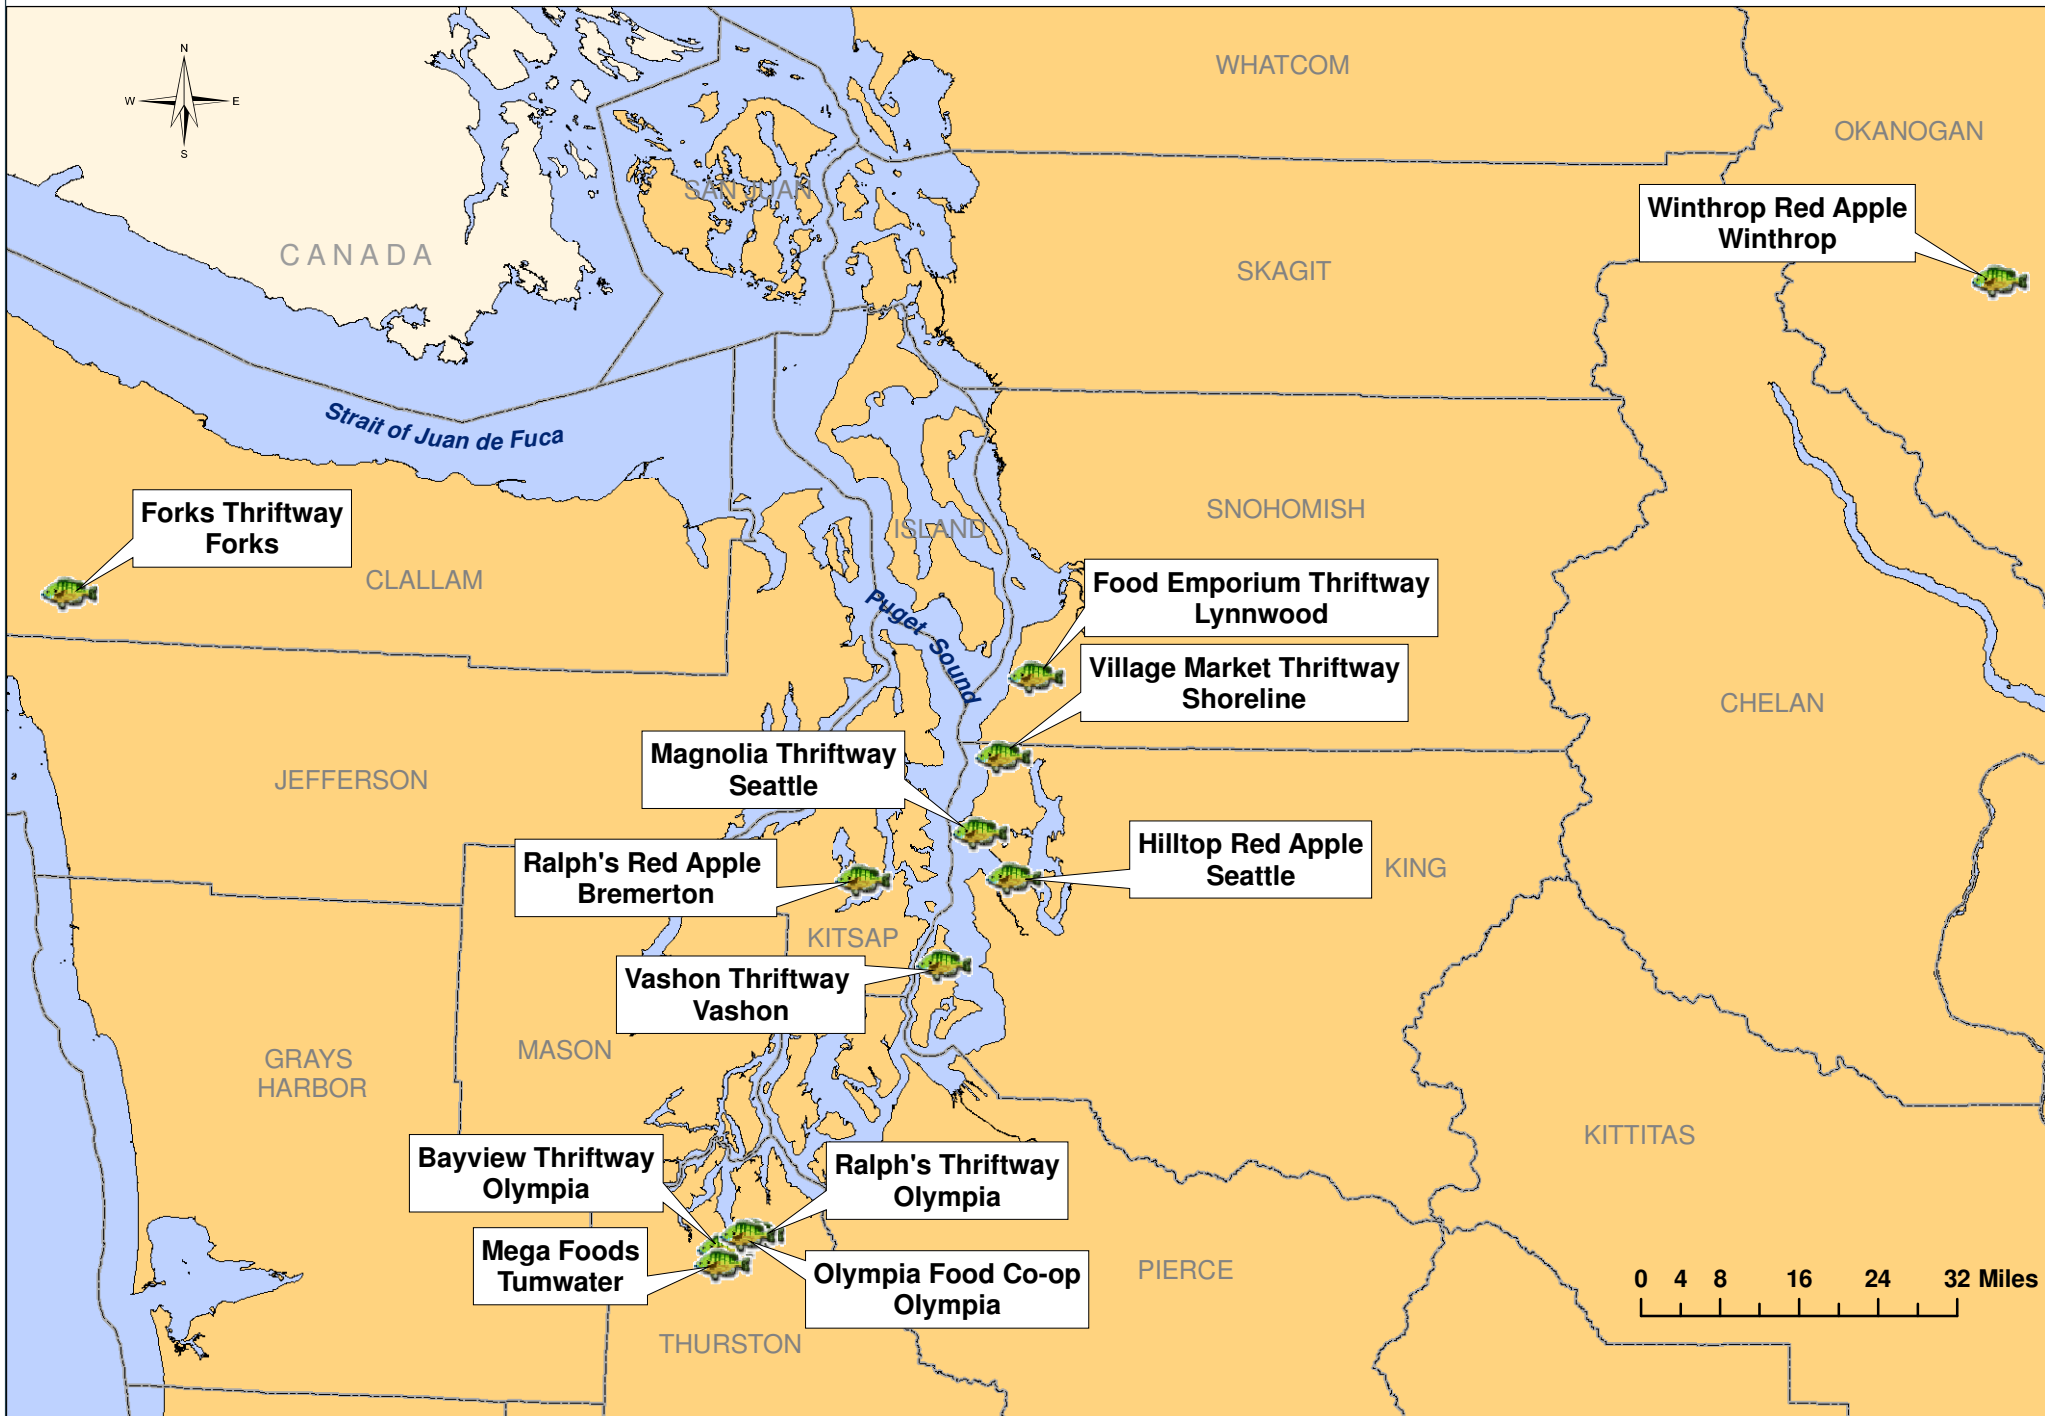 N
W E
S
WHATCOM
OKANOGAN
SAN JUAN
Winthrop Red Apple
Winthrop
CANADA
SKAGIT
Strait of Juan de Fuca
Forks Thriftway
Forks
SNOHOMISH
ISLAND
CLALLAM
Food Emporium Thriftway
Lynnwood
Puget Sound
Village Market Thriftway
Shoreline
CHELAN
Magnolia Thriftway
Seattle
JEFFERSON
Hilltop Red Apple
Seattle
KING
Ralph's Red Apple
Bremerton
KITSAP
Vashon Thriftway
Vashon
GRAYS
HARBOR
MASON
KITTITAS
Bayview Thriftway
Olympia
Ralph's Thriftway
Olympia
Mega Foods
Tumwater
Olympia Food Co-op
Olympia
PIERCE
0 4 8 16 24 32 Miles
THURSTON